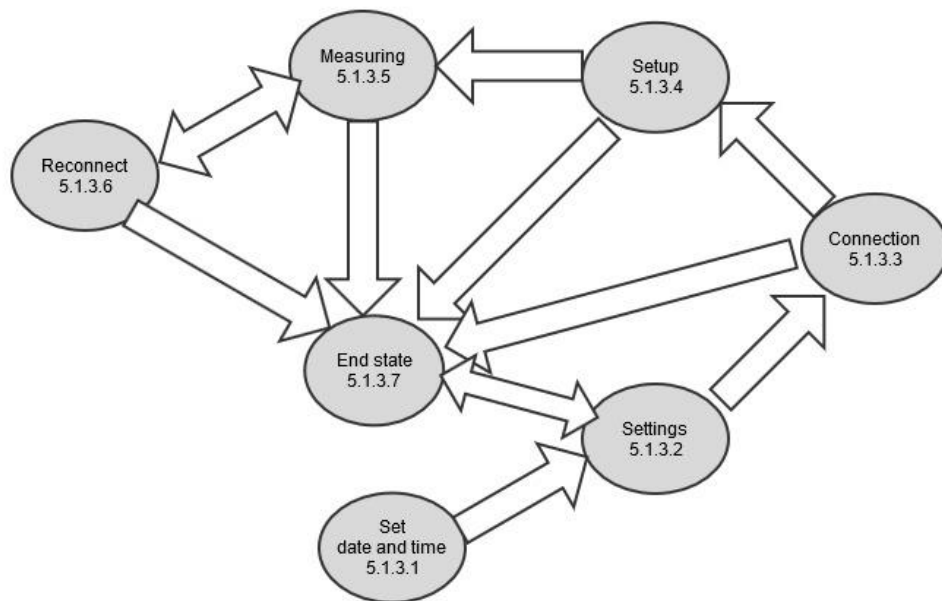 Measuring
5.1.3.5
Setup
5.1.3.4
Reconnect
5.1.3.6
Connection
5.1.3.3
End state
5.1.3.7
Settings
5.1.3.2
Set
date and time
5.1.3.1